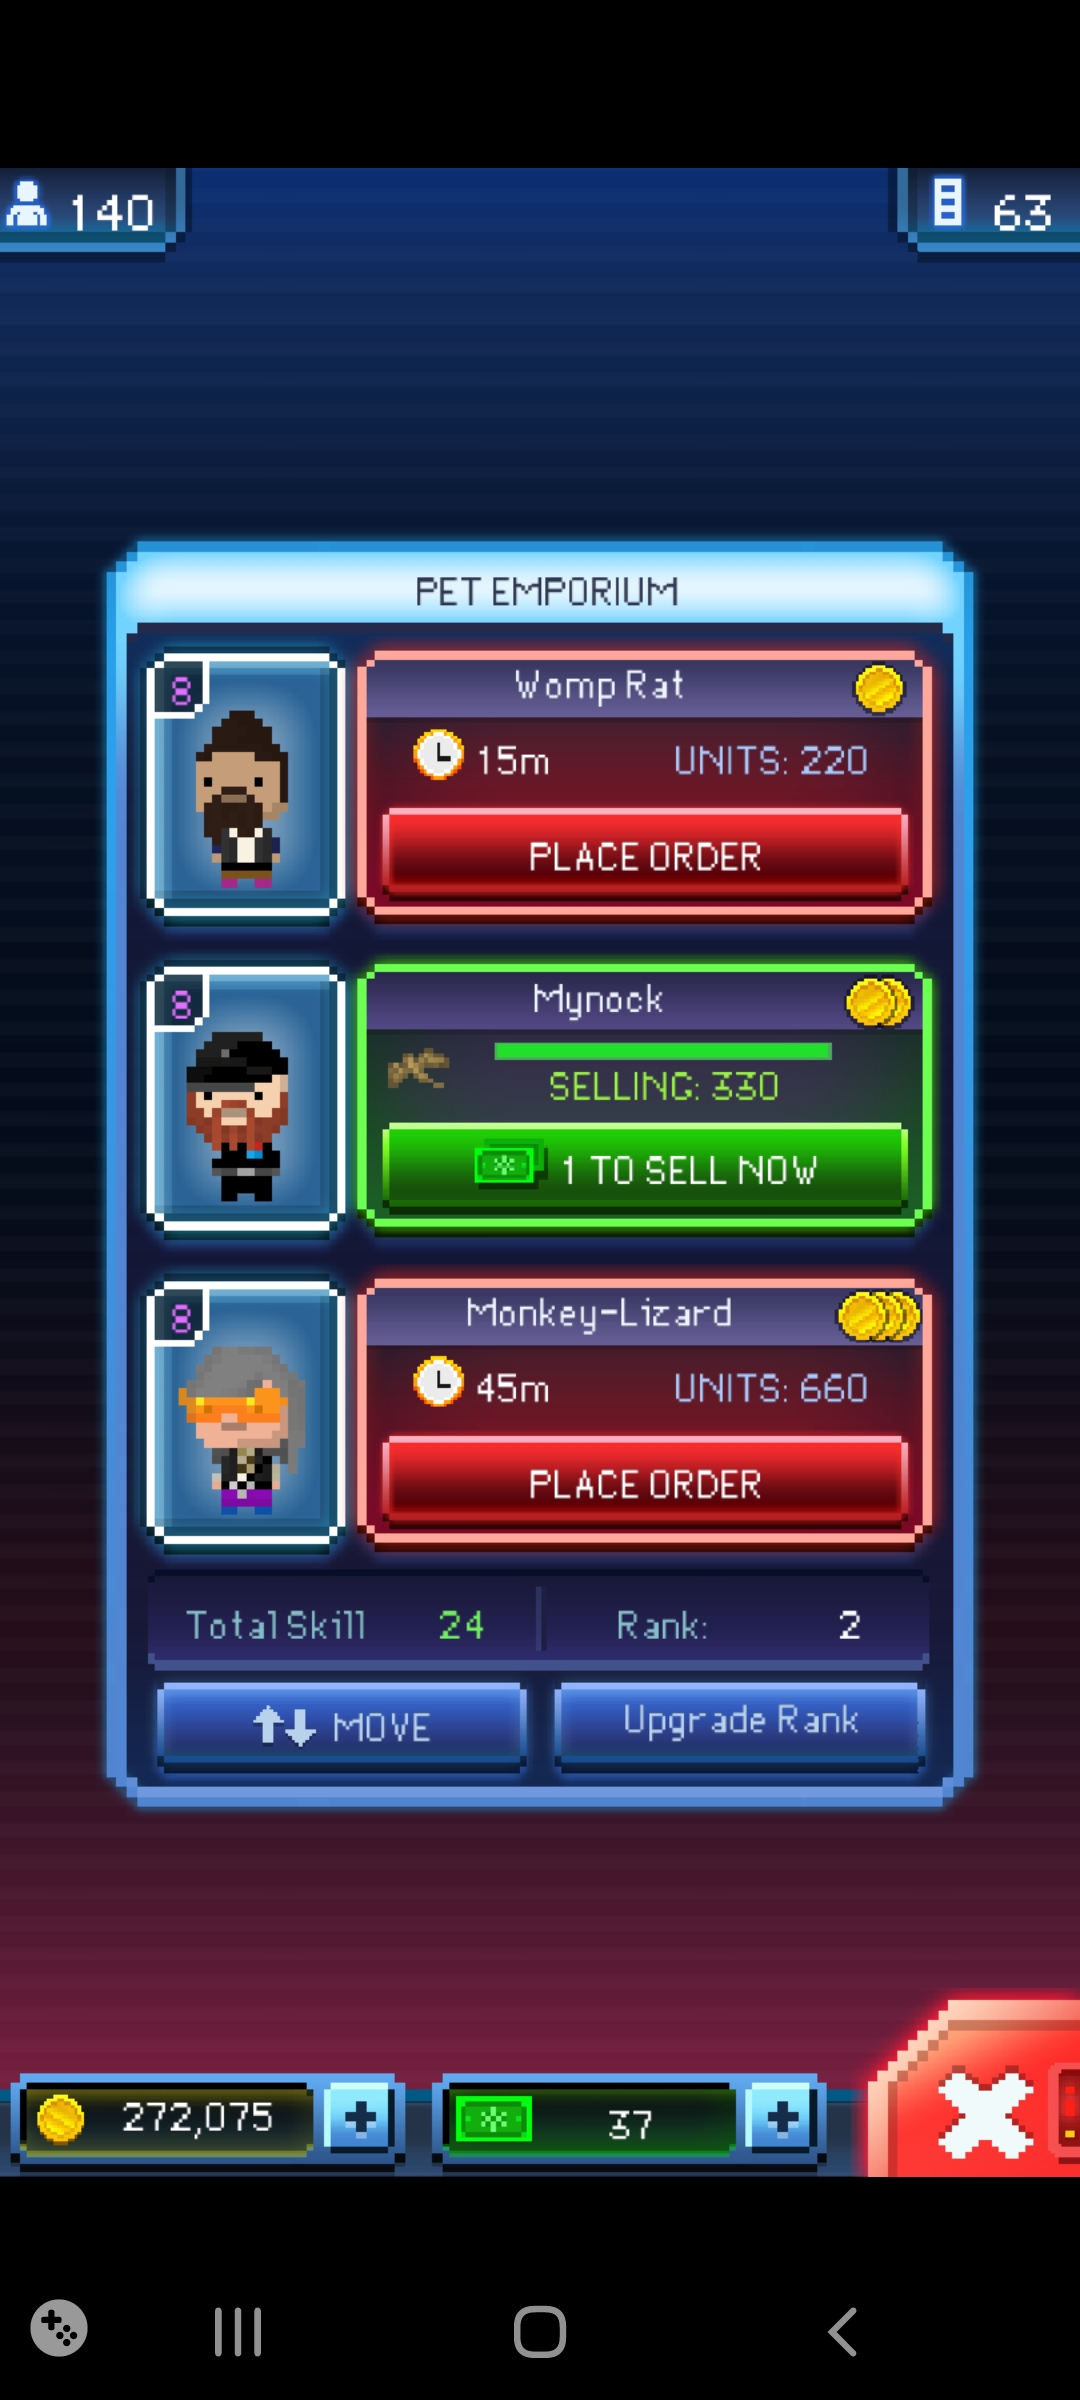 140
63
PET EMPORIUM
8
Womp Rat
15m
UNITS: 220
PLACE ORDER
8
Mynock
SELLING: 330
1 TO SELL NOW
8
Monkey-Lizard
45m
UNITS: 660
PLACE ORDER
Total Skill
24
Rank:
2
MOVE
Upgrade Rank
272,075
37